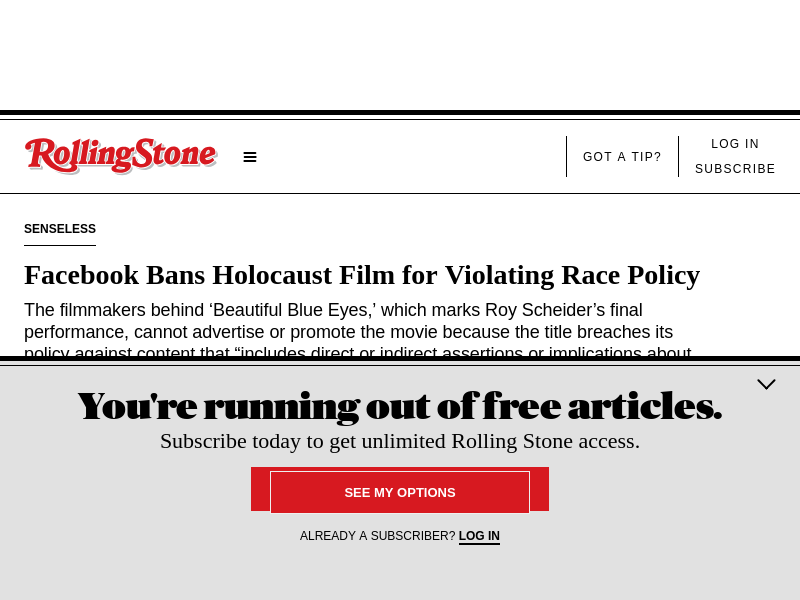 RollingStone
GOT A TIP?
LOG IN
SUBSCRIBE
SENSELESS
Facebook Bans Holocaust Film for Violating Race Policy
The filmmakers behind ‘Beautiful Blue Eyes,’ which marks Roy Scheider’s final
performance, cannot advertise or promote the movie because the title breaches its
policy against content that “includes direct or indirect assertions or implications about
You're running out of free articles.
Subscribe today to get unlimited Rolling Stone access.
SEE MY OPTIONS
ALREADY A SUBSCRIBER? LOG IN